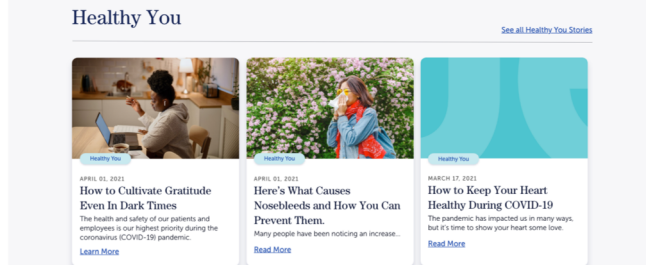 Healthy You
See all Healthy You Stories
Healthy You
APRIL 01, 2021
How to Cultivate Gratitude
Even In Dark Times
The health and safety of our patients and
employees is our highest priority during the
coronavirus (COVID-19) pandemic.
Learn More
Healthy You
APRIL 01, 2021
Here's What Causes
Nosebleeds and How You Can
Prevent Them.
Many people have been noticing an increase...
Read More
Healthy You
MARCH 17, 2021
How to Keep Your Heart
Healthy During COVID-19
The pandemic has impacted us in many ways,
but it's time to show your heart some love.
Read More